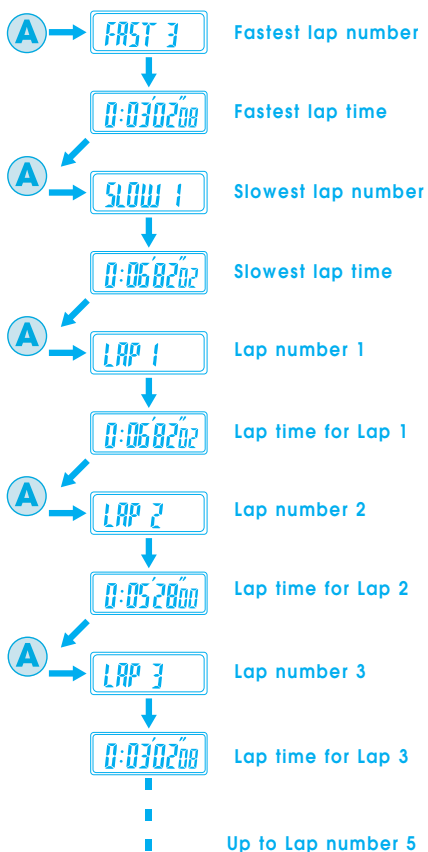 A FAST 3 Fastest lap number
0:03'02"08 Fastest lap time
A
SLOW 1 Slowest lap number
0:06'82"02 Slowest lap time
A
LAP 1 Lap number 1
0:06'82"02 Lap time for Lap 1
A
LAP 2 Lap number 2
0:05'28"00 Lap time for Lap 2
A
LAP 3 Lap number 3
0:03'02"08 Lap time for Lap 3
Up to Lap number 5